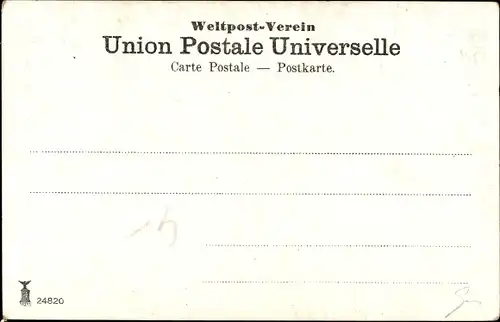 Weltpost-Verein
Union Postale Universelle
Carte Postale — Postkarte.
24820